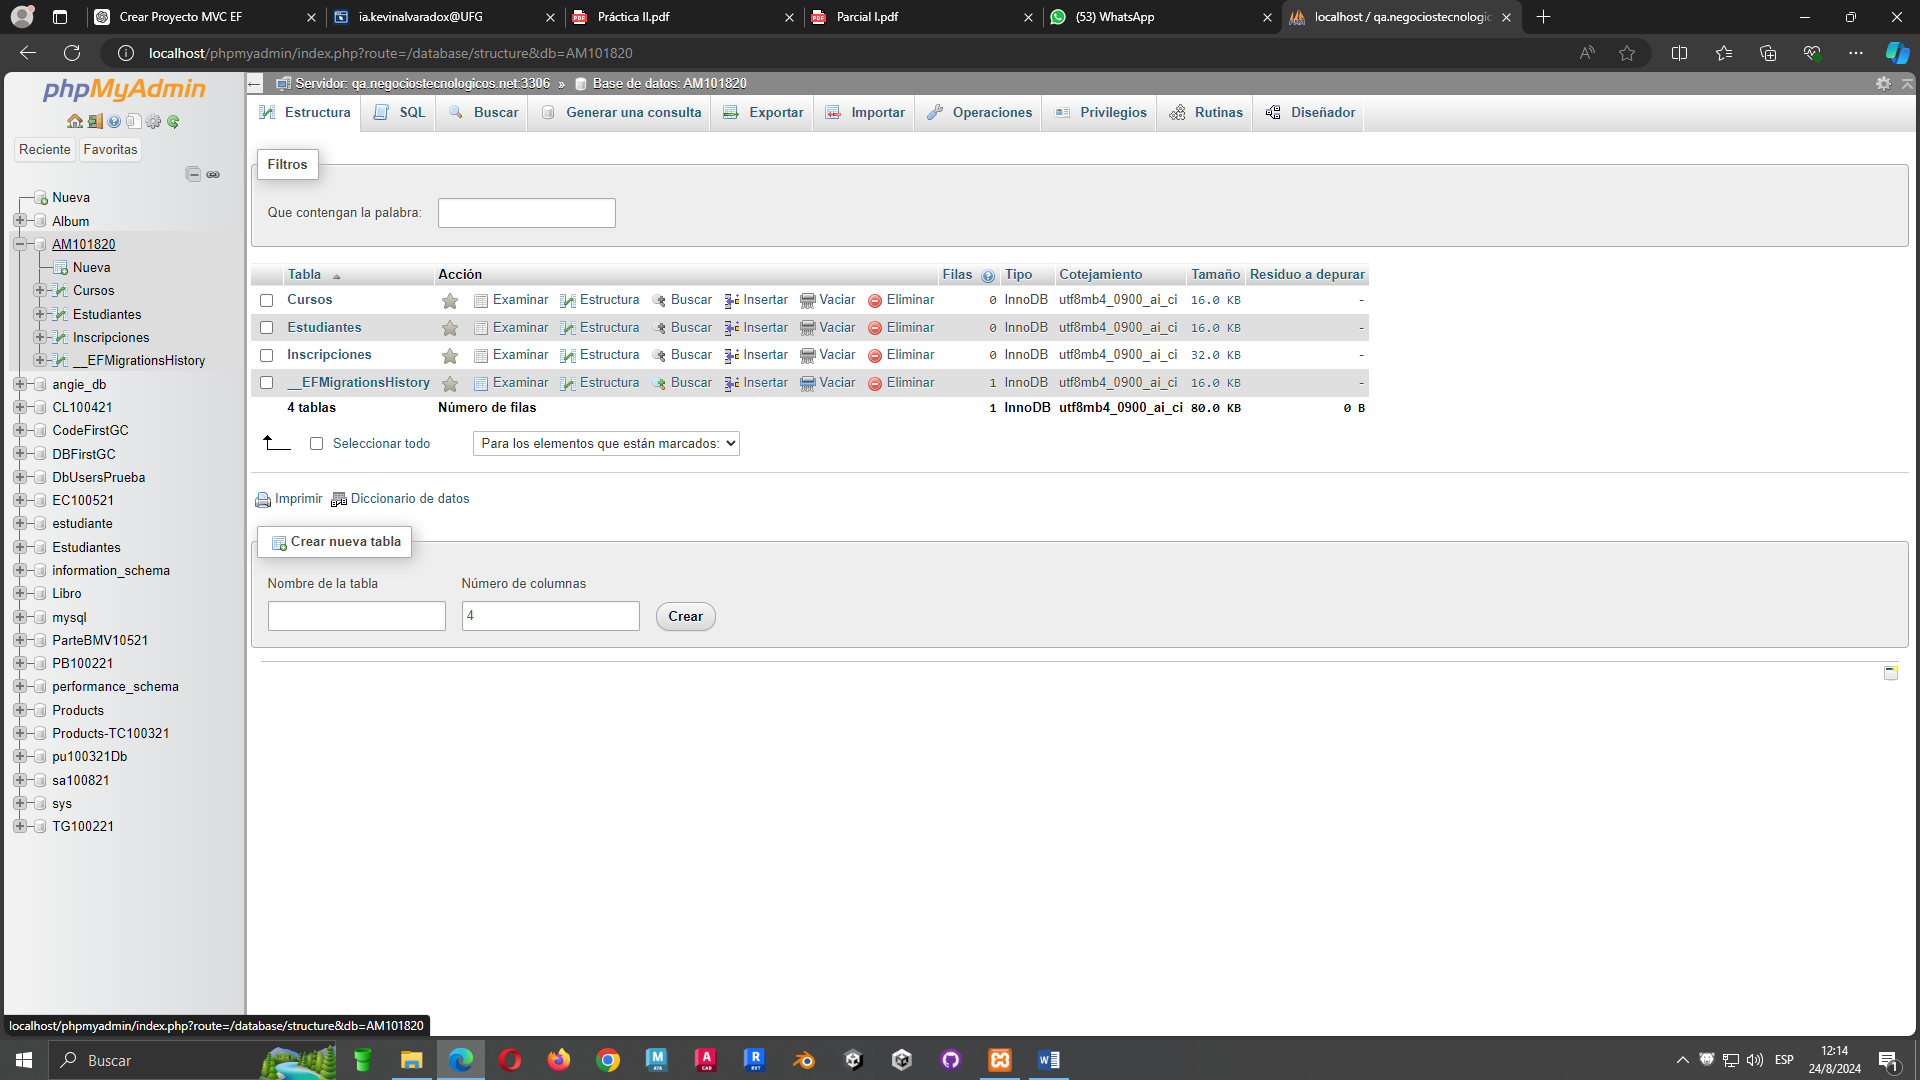 Crear Proyecto MVC EF
ia.kevinalvaradox@UFG
Práctica II.pdf
Parcial I.pdf
(53) WhatsApp
localhost / qa.negociostecnologic
localhost/phpmyadmin/index.php?route=/database/structure&db=AM101820
phpMyAdmin
Reciente
Favoritas
Nueva
Album
AM101820
Nueva
Cursos
Estudiantes
Inscripciones
__EFMigrationsHistory
angie_db
CL100421
CodeFirstGC
DBFirstGC
DbUsersPrueba
EC100521
estudiante
Estudiantes
information_schema
Libro
mysql
ParteBMV10521
PB100221
performance_schema
Products
Products-TC100321
pu100321Db
sa100821
sys
TG100221
Servidor: qa.negociostecnologicos.net:3306 » Base de datos: AM101820
Estructura SQL Buscar Generar una consulta Exportar Importar Operaciones Privilegios Rutinas Diseñador
Filtros
Que contengan la palabra:
Tabla Acción Filas Tipo Cotejamiento Tamaño Residuo a depurar
Cursos Examinar Estructura Buscar Insertar Vaciar Eliminar 0 InnoDB utf8mb4_0900_ai_ci 16.0 KB -
Estudiantes Examinar Estructura Buscar Insertar Vaciar Eliminar 0 InnoDB utf8mb4_0900_ai_ci 16.0 KB -
Inscripciones Examinar Estructura Buscar Insertar Vaciar Eliminar 0 InnoDB utf8mb4_0900_ai_ci 32.0 KB -
__EFMigrationsHistory Examinar Estructura Buscar Insertar Vaciar Eliminar 1 InnoDB utf8mb4_0900_ai_ci 16.0 KB -
4 tablas Número de filas 1 InnoDB utf8mb4_0900_ai_ci 80.0 KB 0 B
Seleccionar todo Para los elementos que están marcados:
Imprimir Diccionario de datos
Crear nueva tabla
Nombre de la tabla Número de columnas
4 Crear
localhost/phpmyadmin/index.php?route=/database/structure&db=AM101820
Buscar
ESP
12:14
24/8/2024
1